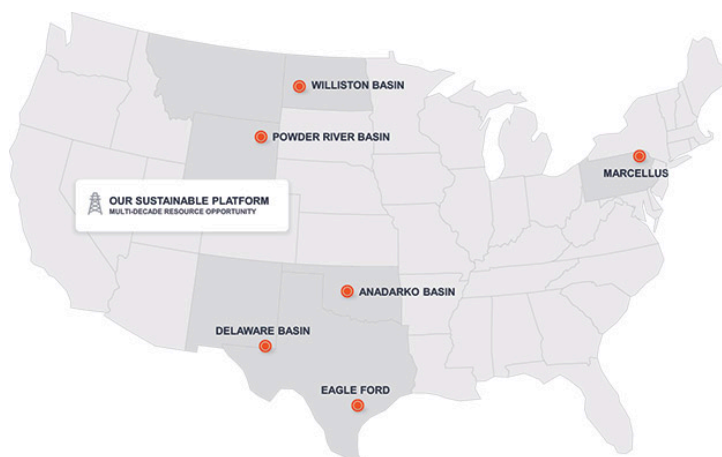 WILLISTON BASIN
POWDER RIVER BASIN
MARCELLUS
OUR SUSTAINABLE PLATFORM
MULTI-DECADE RESOURCE OPPORTUNITY
ANADARKO BASIN
DELAWARE BASIN
EAGLE FORD